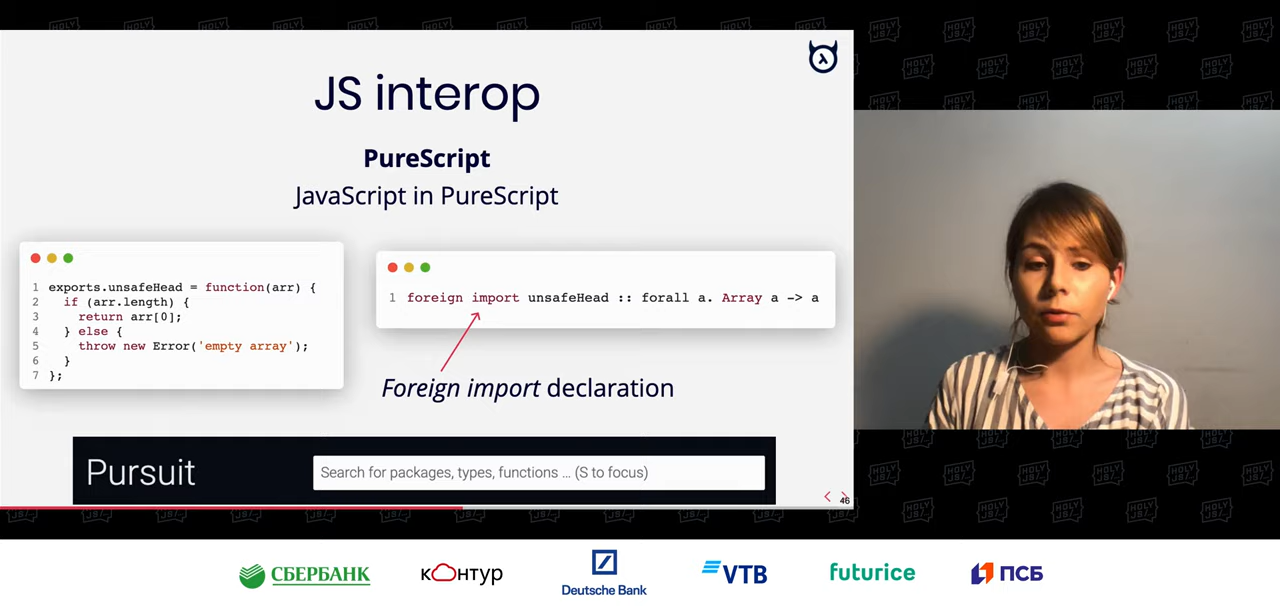 JS interop
PureScript
JavaScript in PureScript
1 exports.unsafeHead = function(arr) {
2 if (arr.length) {
3 return arr[0];
4 } else {
5 throw new Error('empty array');
6 }
7 };
1 foreign import unsafeHead :: forall a. Array a -> a
Foreign import declaration
Pursuit
Search for packages, types, functions ... (S to focus)
46
HOLY JS/
СБЕРБАНК
КОНТУР
Deutsche Bank
VTB
futurice
ПСБ